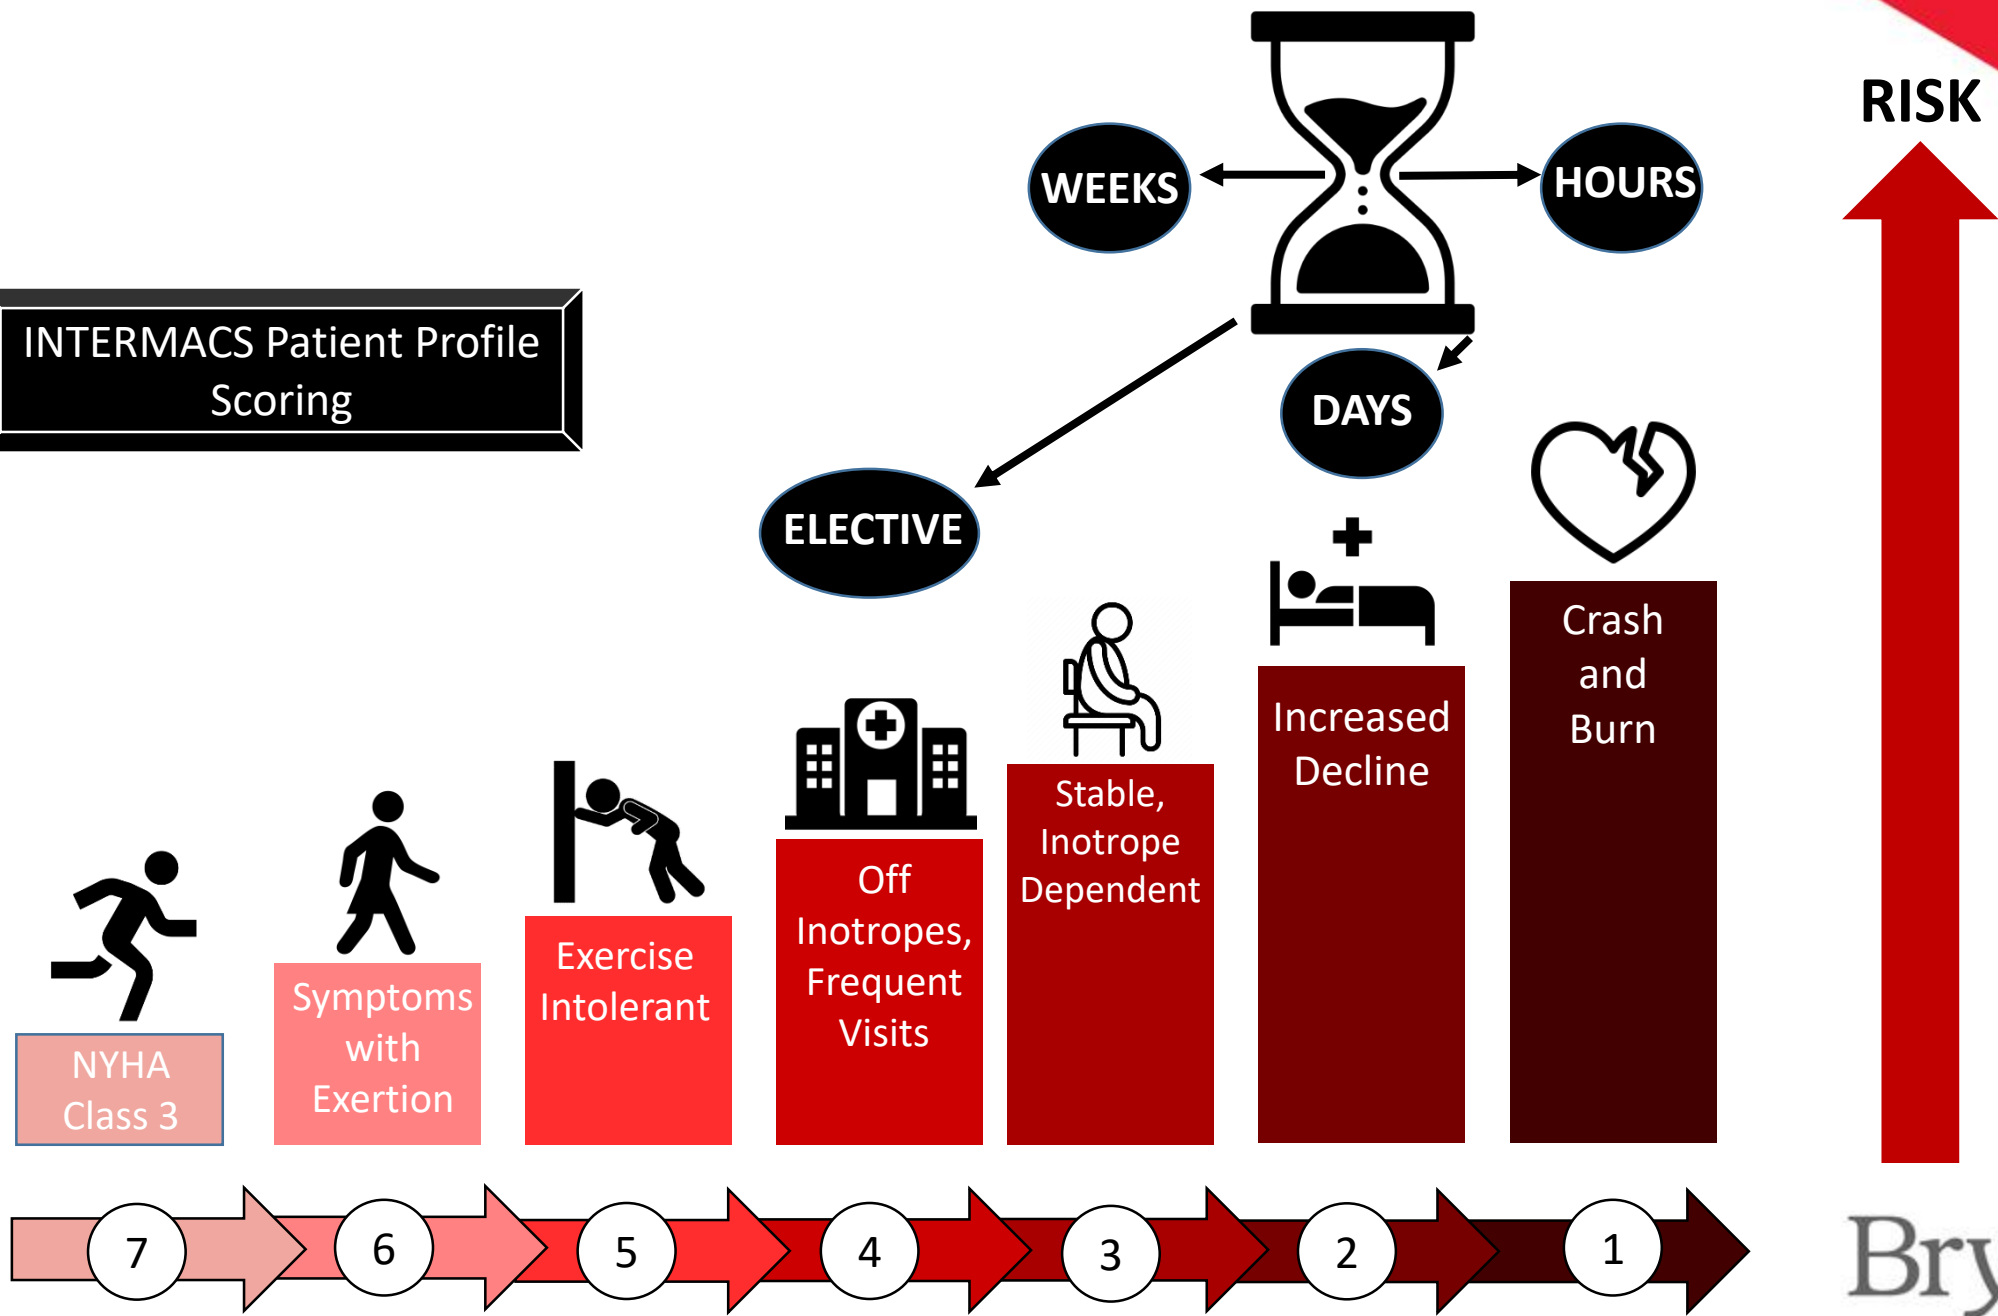 RISK
WEEKS
HOURS
INTERMACS Patient Profile
Scoring
DAYS
ELECTIVE
Crash
and
Burn
Increased
Decline
Stable,
Inotrope
Dependent
Off
Inotropes,
Frequent
Visits
Exercise
Intolerant
Symptoms
with
Exertion
NYHA
Class 3
7
6
5
4
3
2
1